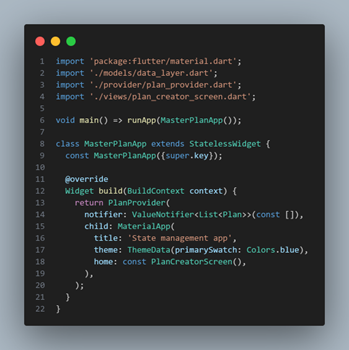 1 import 'package:flutter/material.dart';
2 import './models/data_layer.dart';
3 import './provider/plan_provider.dart';
4 import './views/plan_creator_screen.dart';
5
6 void main() => runApp(MasterPlanApp());
7
8 class MasterPlanApp extends StatelessWidget {
9   const MasterPlanApp({super.key});
10
11   @override
12   Widget build(BuildContext context) {
13     return PlanProvider(
14       notifier: ValueNotifier<List<Plan>>(const []),
15       child: MaterialApp(
16         title: 'State management app',
17         theme: ThemeData(primarySwatch: Colors.blue),
18         home: const PlanCreatorScreen(),
19       ),
20     );
21   }
22 }